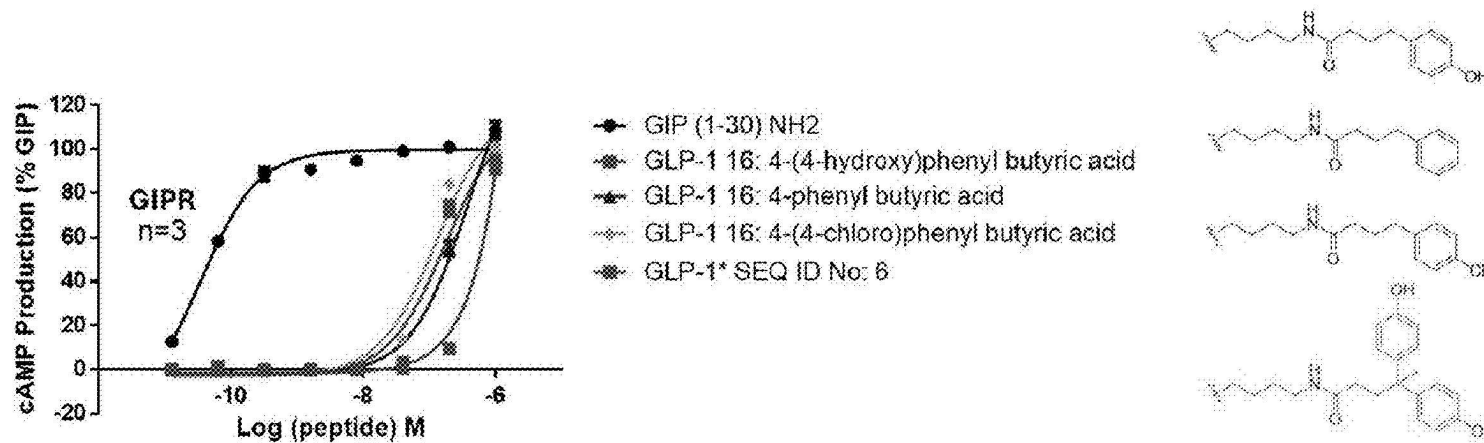 120
100
80
60
40
20
0
-20
-10
-8
-6
cAMP Production (% GIP)
Log (peptide) M
GIPR
n=3
GIP (1-30) NH2
GLP-1 16: 4-(4-hydroxy)phenyl butyric acid
GLP-1 16: 4-phenyl butyric acid
GLP-1 16: 4-(4-chloro)phenyl butyric acid
GLP-1* SEQ ID No: 6
H
N
O
OH
H
N
O
H
N
O
OH
H
N
O